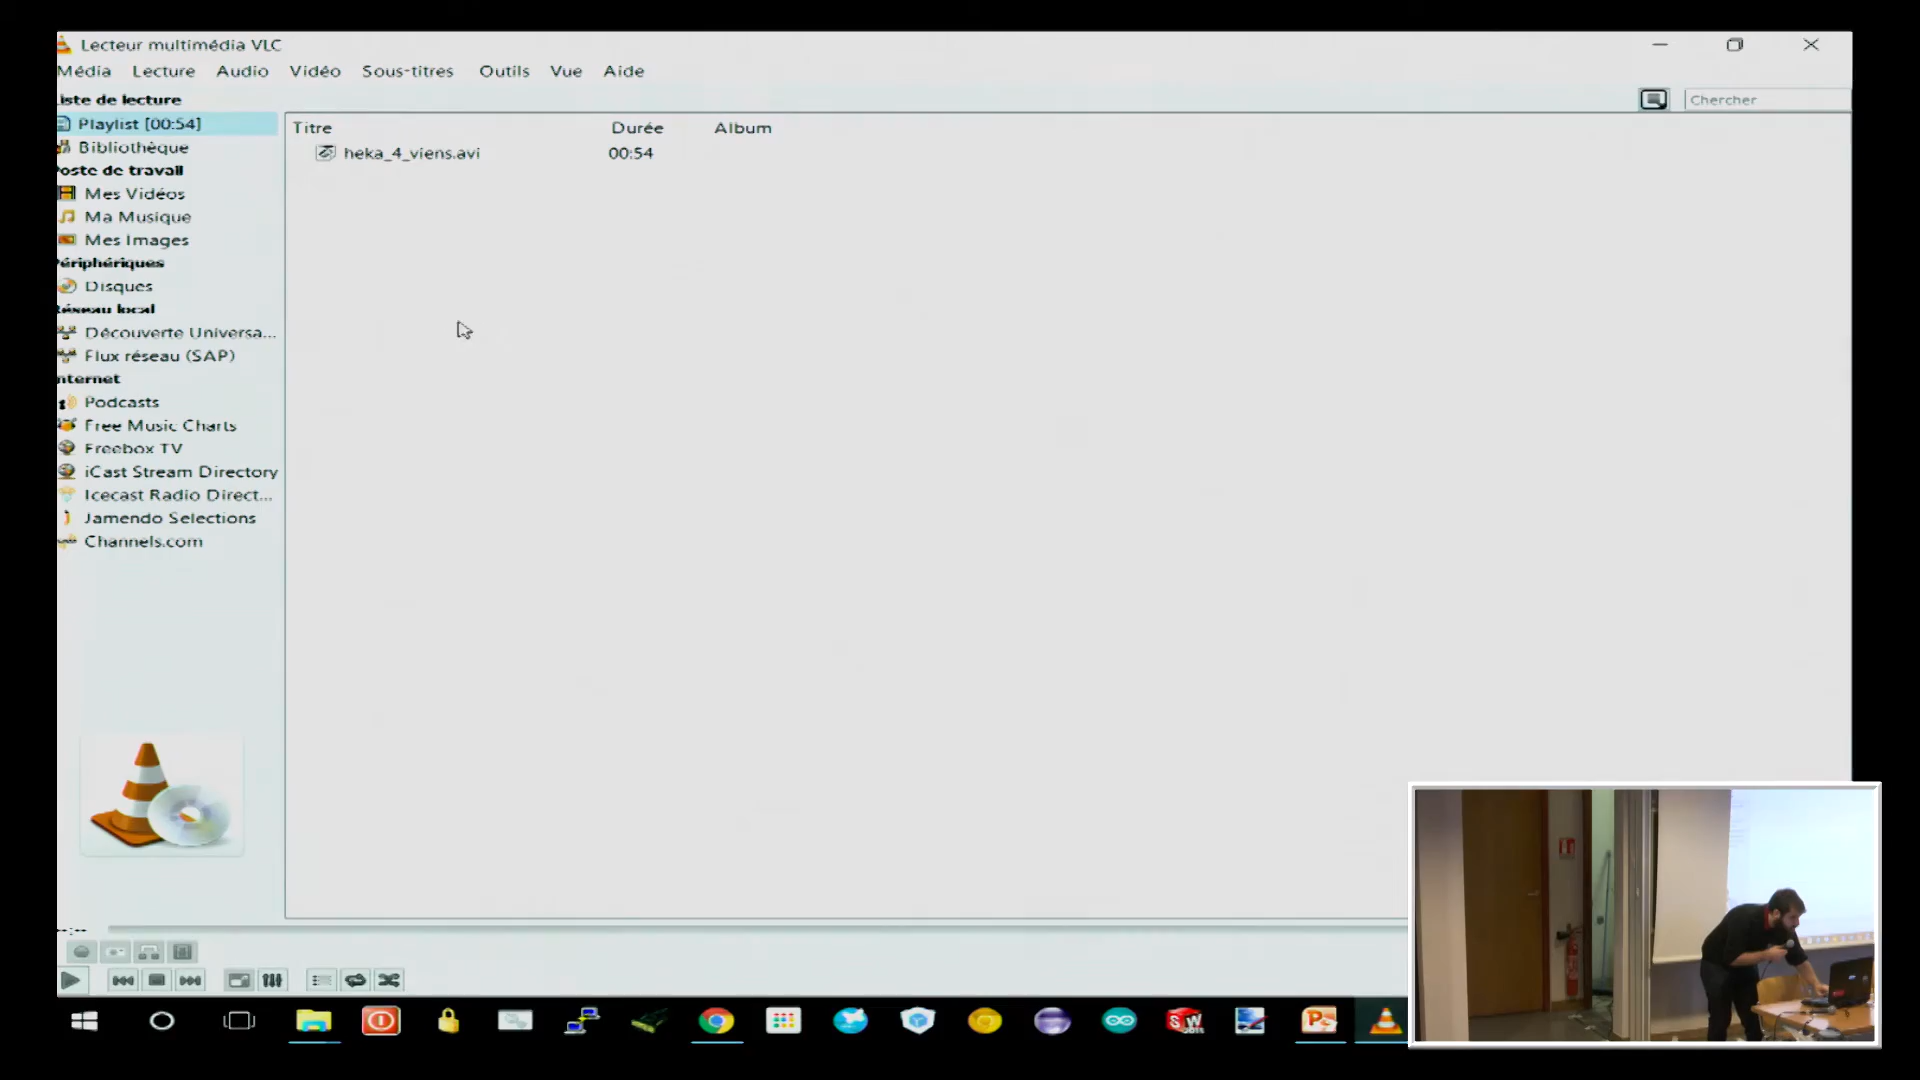 Lecteur multimédia VLC
Média Lecture Audio Vidéo Sous-titres Outils Vue Aide
iste de lecture
Chercher
Playlist [00:54]
Titre Durée Album
Bibliothèque
heka_4_viens.avi 00:54
oste de travail
Mes Vidéos
Ma Musique
Mes Images
ériphériques
Disques
éseau local
Découverte Universa...
Flux réseau (SAP)
nternet
Podcasts
Free Music Charts
Freebox TV
iCast Stream Directory
Icecast Radio Direct...
Jamendo Selections
Channels.com